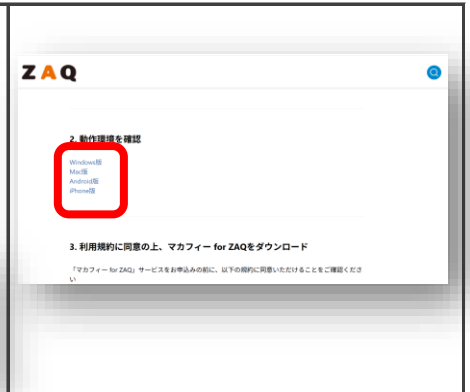 ZAQ
2. 動作環境を確認
Windows版
Mac版
Android版
iPhone版
3. 利用規約に同意の上、マカフィー for ZAQをダウンロード
「マカフィー for ZAQ」サービスをお申込みの前に、以下の規約に同意いただけることをご確認くださ
い